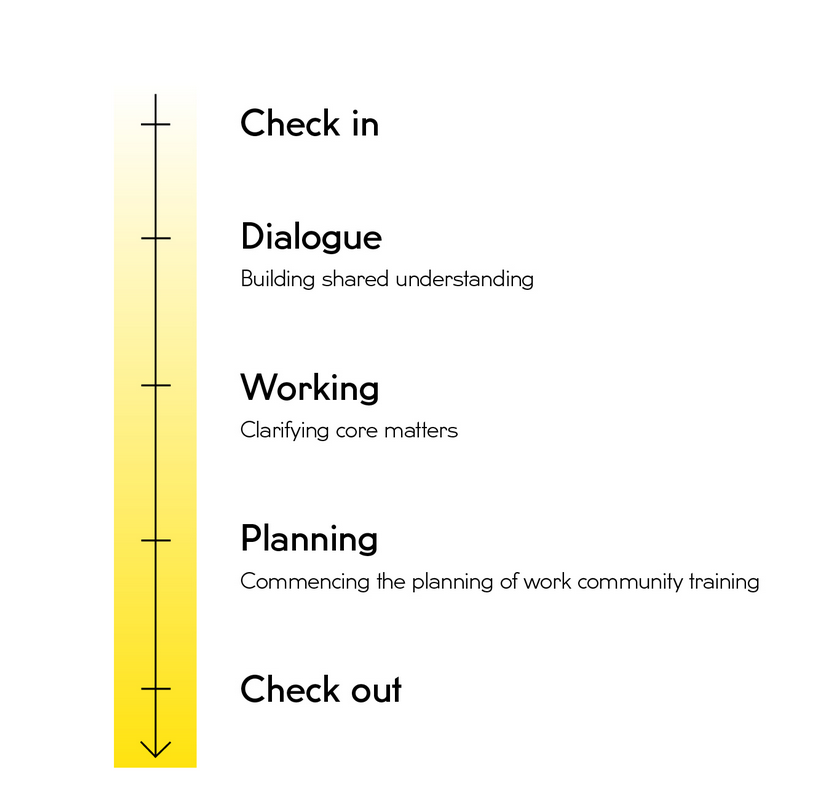 Check in
Dialogue
Building shared understanding
Working
Clarifying core matters
Planning
Commencing the planning of work community training
Check out